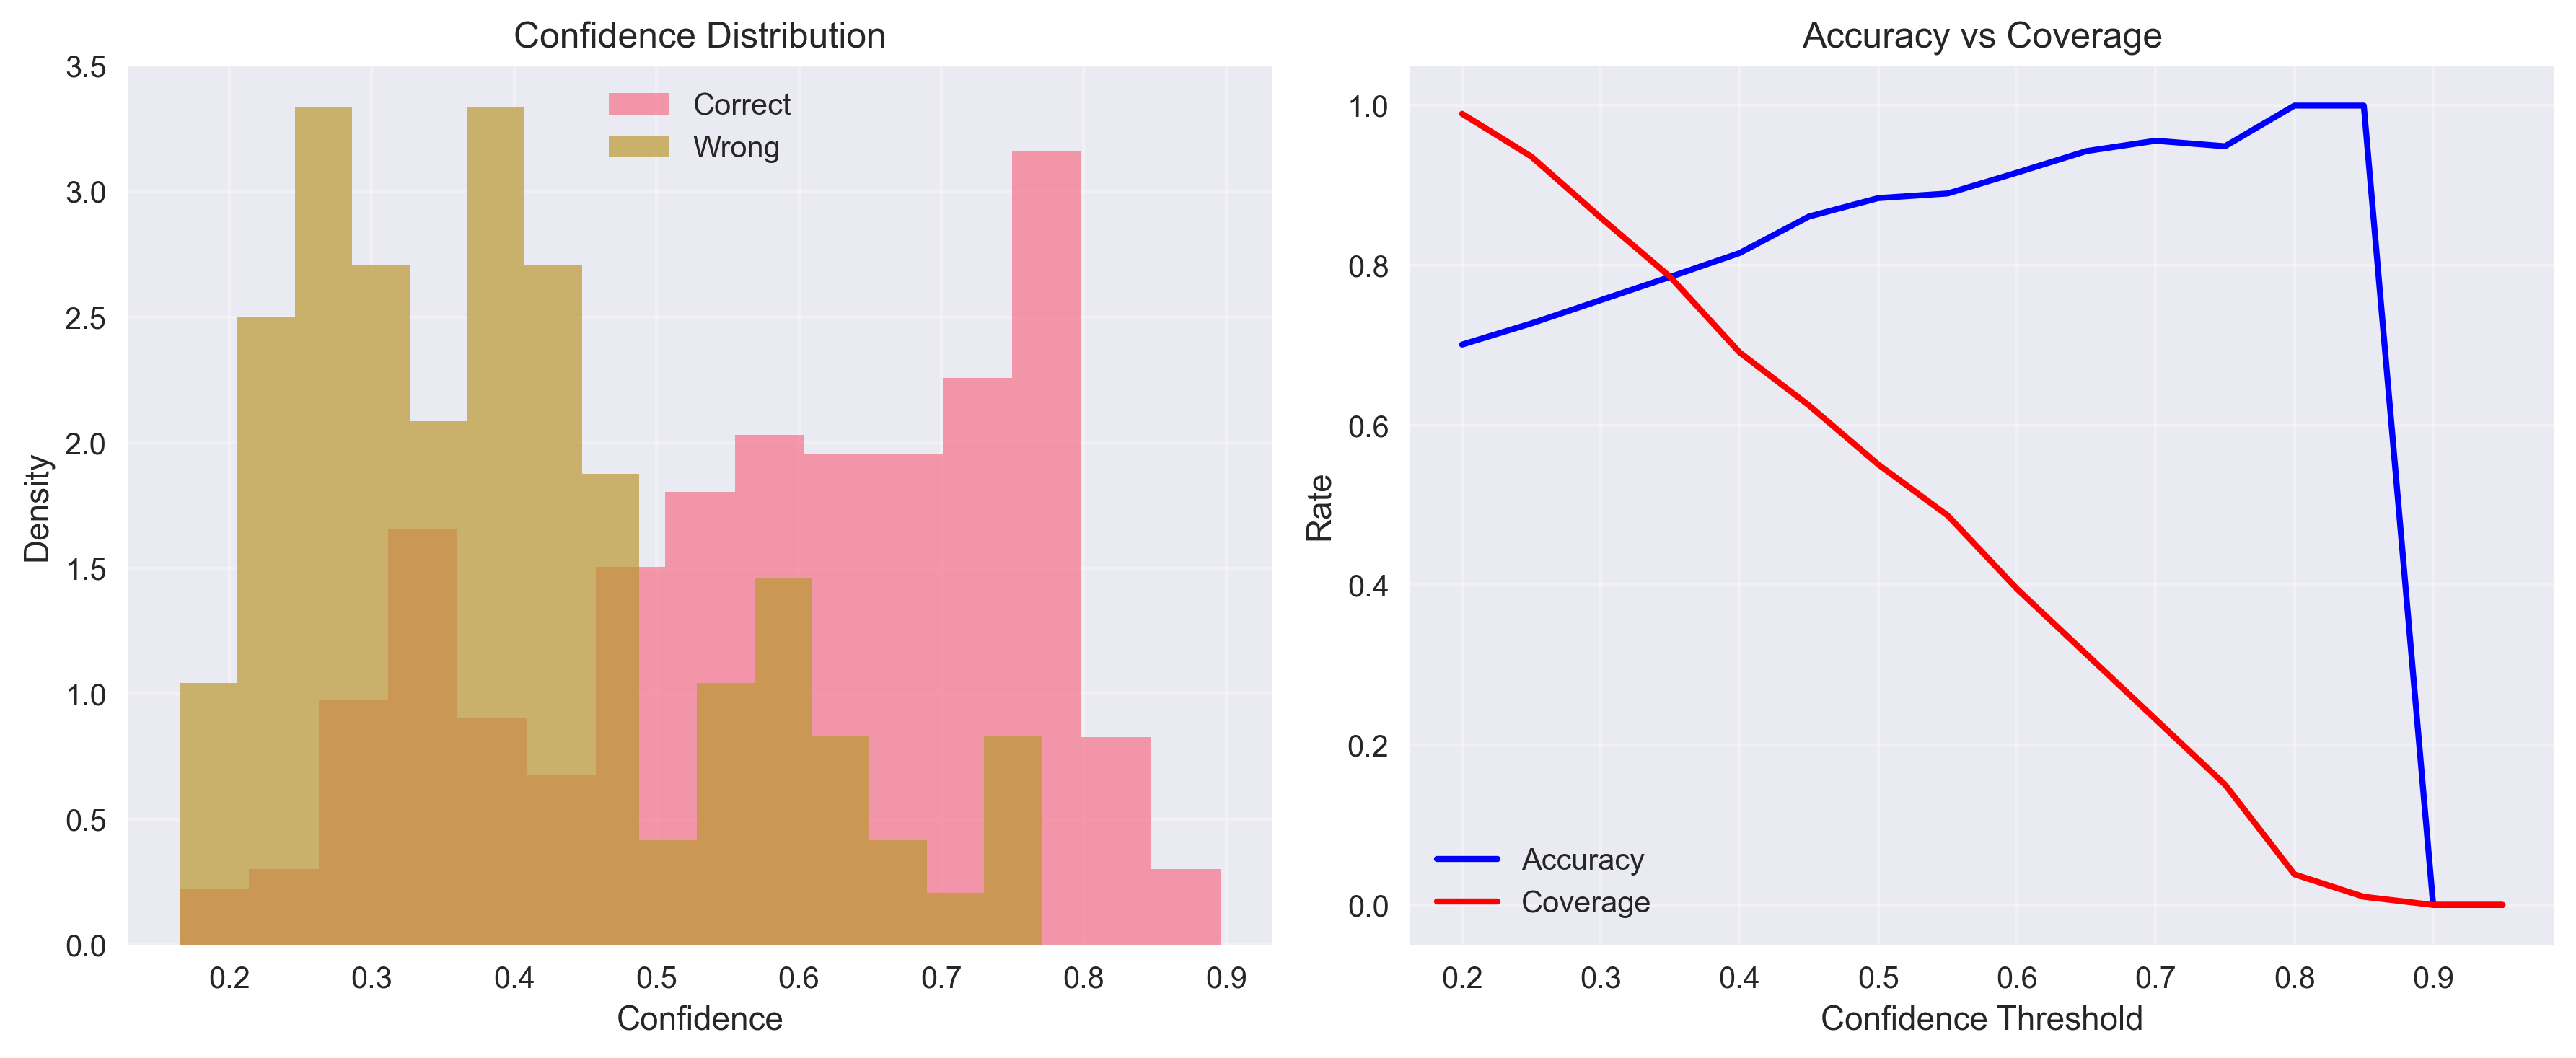 Confidence Distribution
Correct
Wrong
3.5
3.0
2.5
2.0
1.5
1.0
0.5
0.0
Density
0.2 0.3 0.4 0.5 0.6 0.7 0.8 0.9
Confidence
Accuracy vs Coverage
1.0
0.8
0.6
0.4
0.2
0.0
Rate
Accuracy
Coverage
0.2 0.3 0.4 0.5 0.6 0.7 0.8 0.9
Confidence Threshold